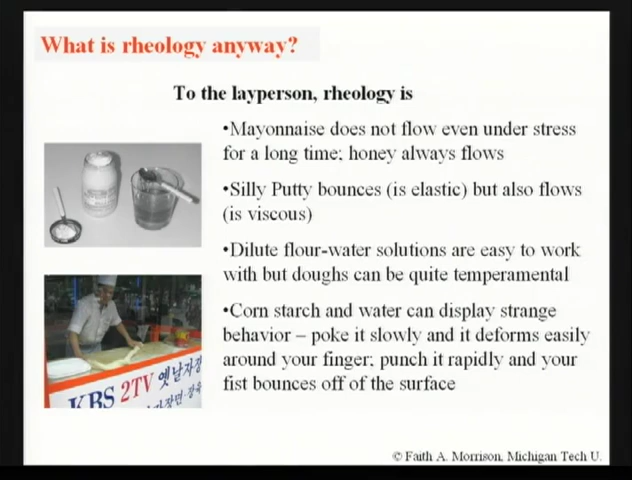 What is rheology anyway?
To the layperson, rheology is
•Mayonnaise does not flow even under stress
for a long time; honey always flows
•Silly Putty bounces (is elastic) but also flows
(is viscous)
•Dilute flour-water solutions are easy to work
with but doughs can be quite temperamental
•Corn starch and water can display strange
behavior – poke it slowly and it deforms easily
around your finger; punch it rapidly and your
fist bounces off of the surface
KBS 2TV 옛날자장
© Faith A. Morrison, Michigan Tech U.